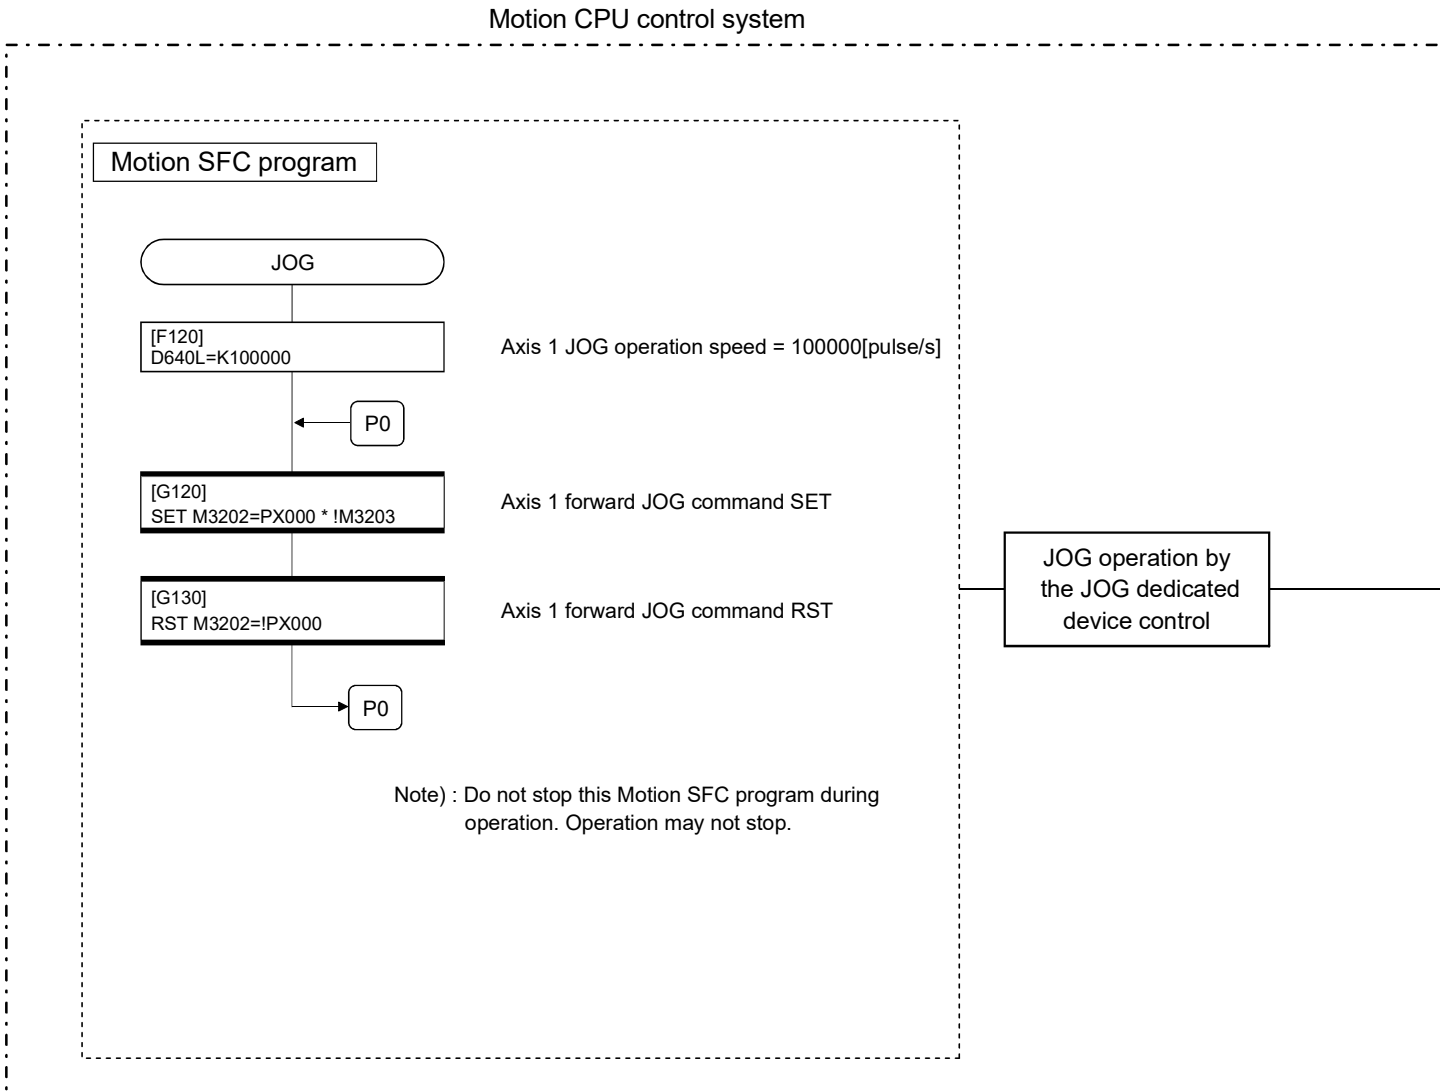 Motion CPU control system
Motion SFC program
JOG
[F120]
D640L=K100000
Axis 1 JOG operation speed = 100000[pulse/s]
P0
[G120]
SET M3202=PX000 * !M3203
Axis 1 forward JOG command SET
[G130]
RST M3202=!PX000
Axis 1 forward JOG command RST
P0
Note) : Do not stop this Motion SFC program during
operation. Operation may not stop.
JOG operation by
the JOG dedicated
device control